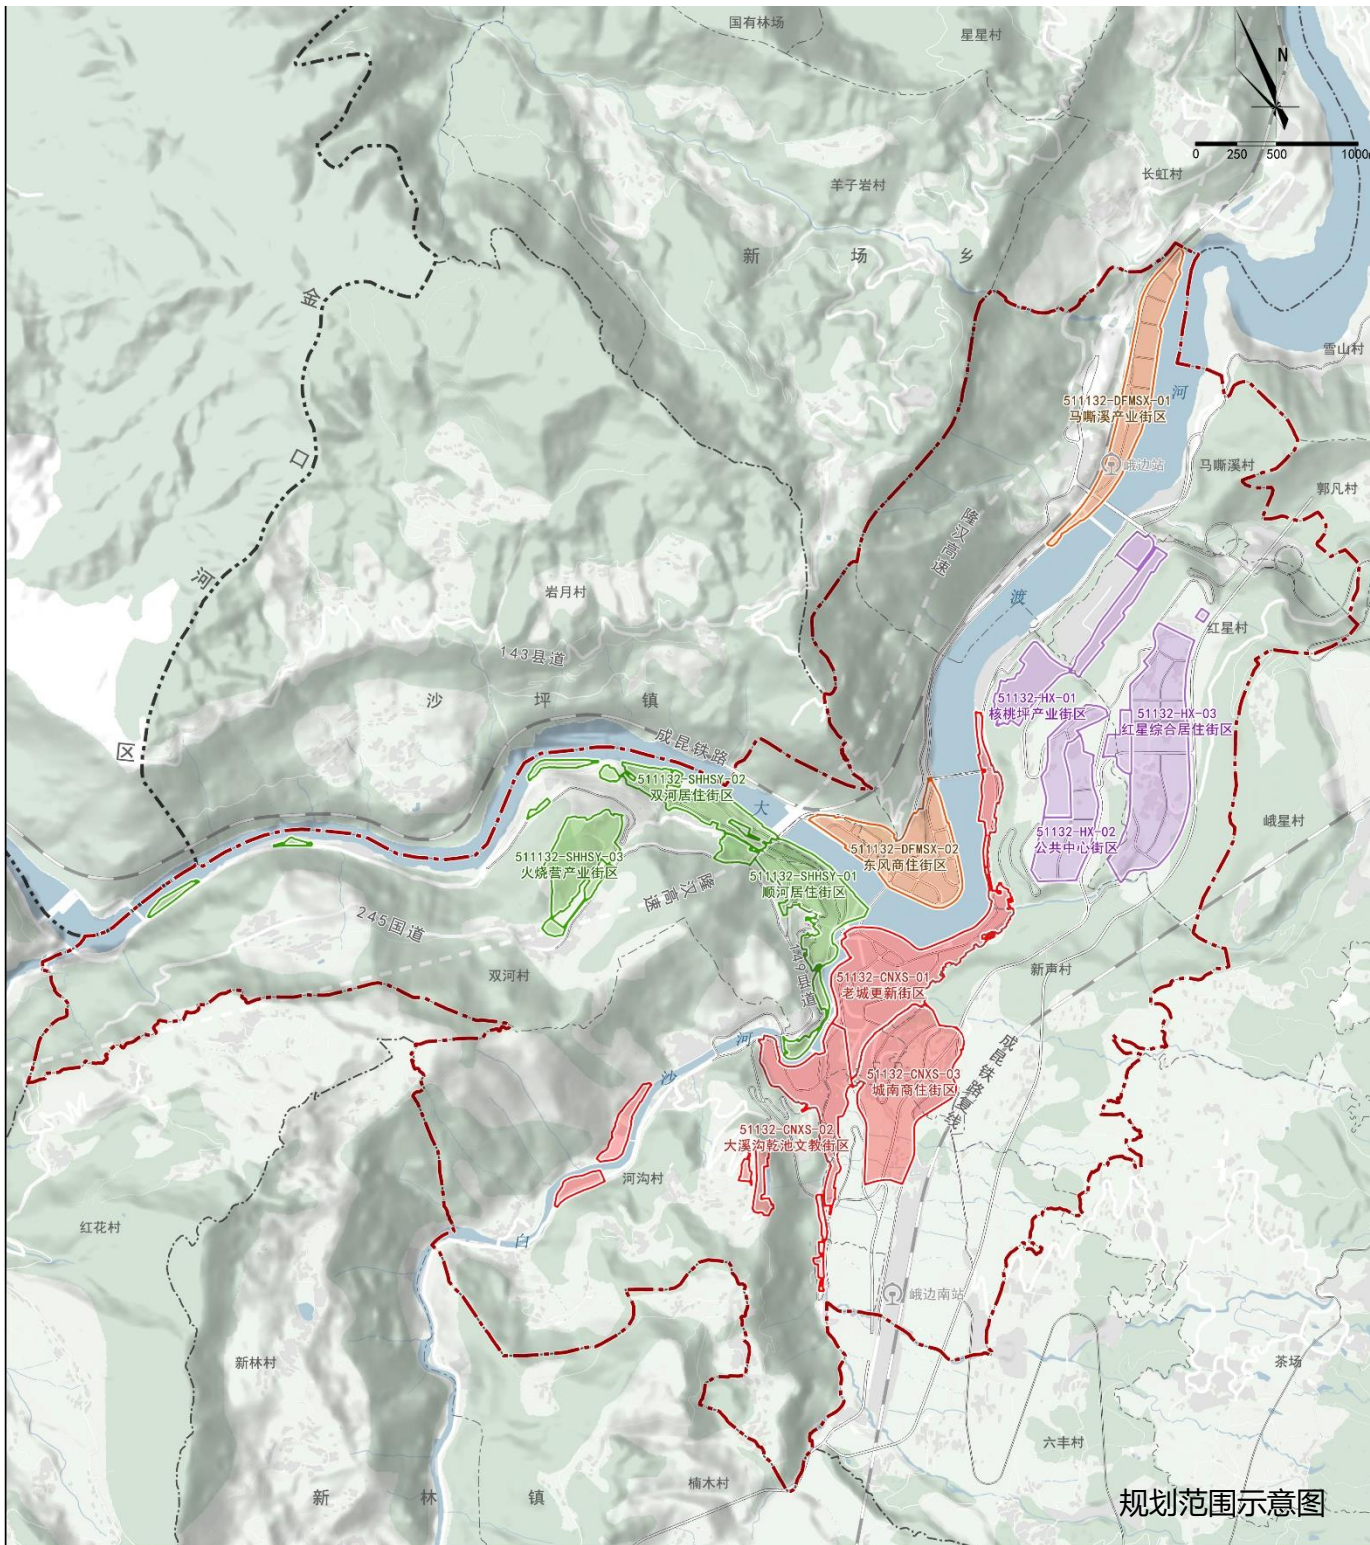 国有林场
星星村
N
0 250 500 1000m
长虹村
羊子岩村
新场乡
金口河区
雪山村
511132-DFMSX-01
马嘶溪产业街区
河
峨边站
马嘶溪村
郭凡村
隆汉高速
岩月村
渡
红星村
143县道
沙坪镇
51132-HX-01
核桃坪产业街区
51132-HX-03
红星综合居住街区
成昆铁路
511132-SHHSY-02
双河居住街区
大
511132-DFMSX-02
东风商住街区
51132-HX-02
公共中心街区
峨星村
511132-SHHSY-03
火烧营产业街区
511132-SHHSY-01
顺河居住街区
隆汉高速
245国道
双河村
149县道
51132-CNXS-01
老城更新街区
新声村
河
沙
白
51132-CNXS-03
城南商住街区
成昆铁路复线
51132-CNXS-02
大溪沟乾池文教街区
河沟村
红花村
峨边南站
新林村
茶场
六丰村
楠木村
新林镇
规划范围示意图